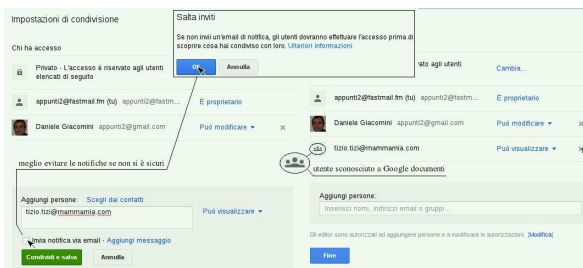 Impostazioni di condivisione
Chi ha accesso
Privato - L'accesso è riservato agli utenti
elencati di seguito
appunti2@fastmail.fm (tu) appunti2@fastm...
È proprietario
Daniele Giacomini appunti2@gmail.com
Può modificare
×
meglio evitare le notifiche se non si è sicuri
Aggiungi persone: Scegli dai contatti
tizio.tizi@mammamia.com
Può visualizzare
Invia notifica via email - Aggiungi messaggio
Condividi e salva
Annulla
Salta inviti
Se non invii un'email di notifica, gli utenti dovranno effettuare l'accesso prima di
scoprire cosa hai condiviso con loro. Ulteriori informazioni
OK
Annulla
vato agli utenti
Cambia...
appunti2@fastmail.fm (tu) appunti2@fastm...
È proprietario
Daniele Giacomini appunti2@gmail.com
Può modificare
×
tizio.tizi@mammamia.com
Può visualizzare
utente sconosciuto a Google documenti
Aggiungi persone:
Inserisci nomi, indirizzi email o gruppi...
Gli editor sono autorizzati ad aggiungere persone e a modificare le autorizzazioni. [Modifica]
Fine